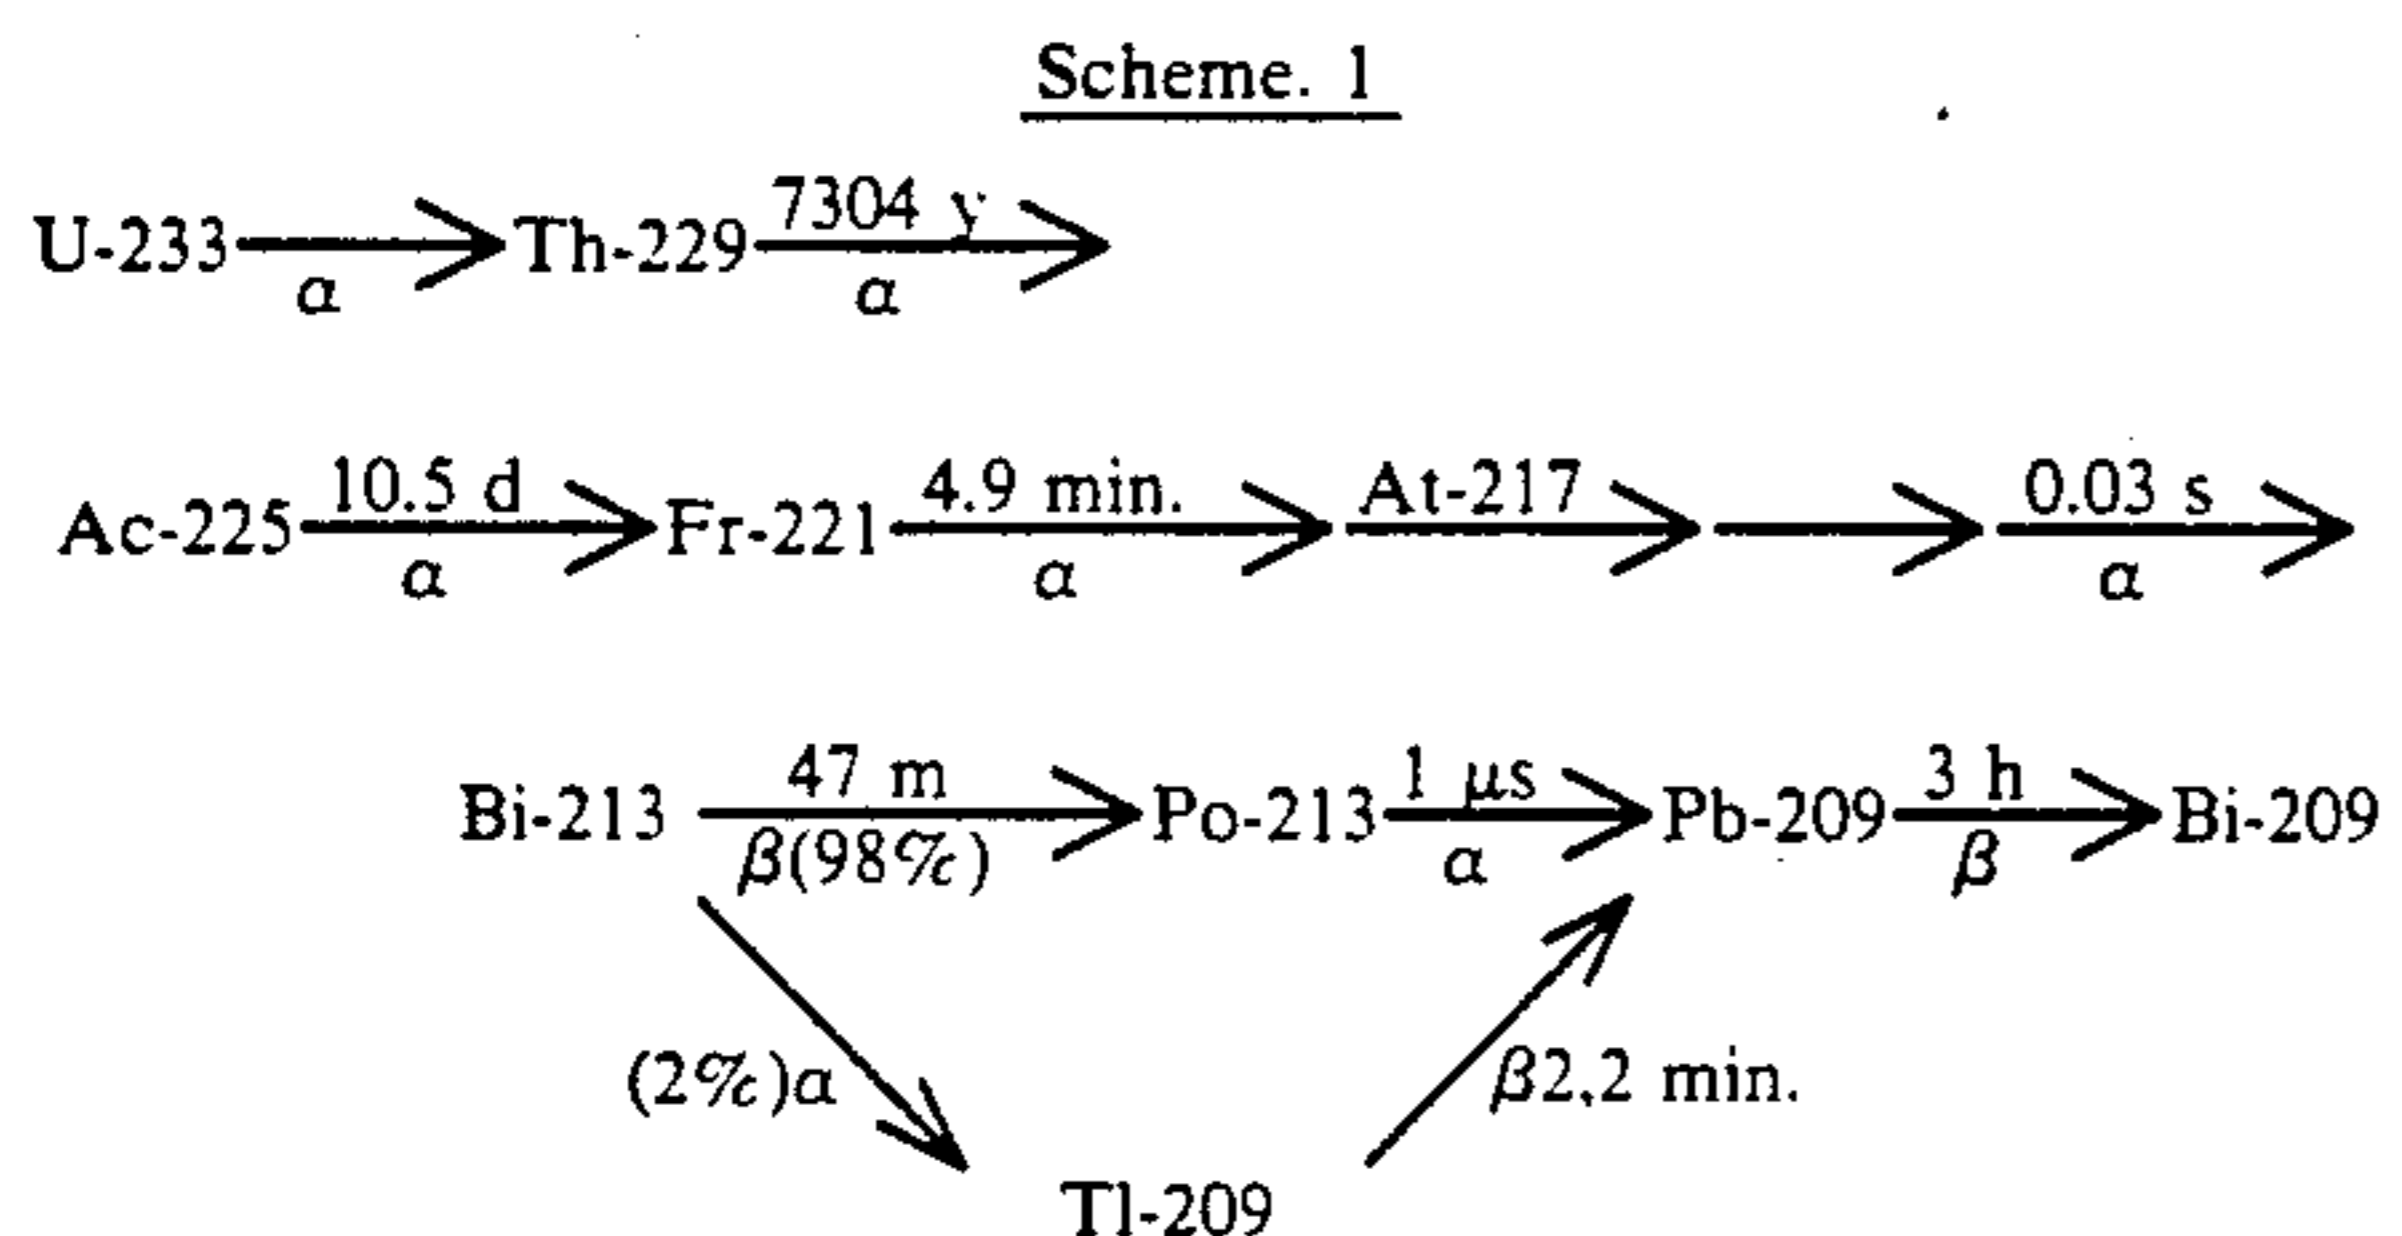 Scheme. 1
7304 y
U-233 Th-229
α α
10.5 d 4.9 min. At-217 0.03 s
Ac-225 Fr-221
α α α
47 m 1 μs 3 h
Bi-213 Po-213 Pb-209 Bi-209
β(98%) α β
(2%)α β2.2 min.
Tl-209